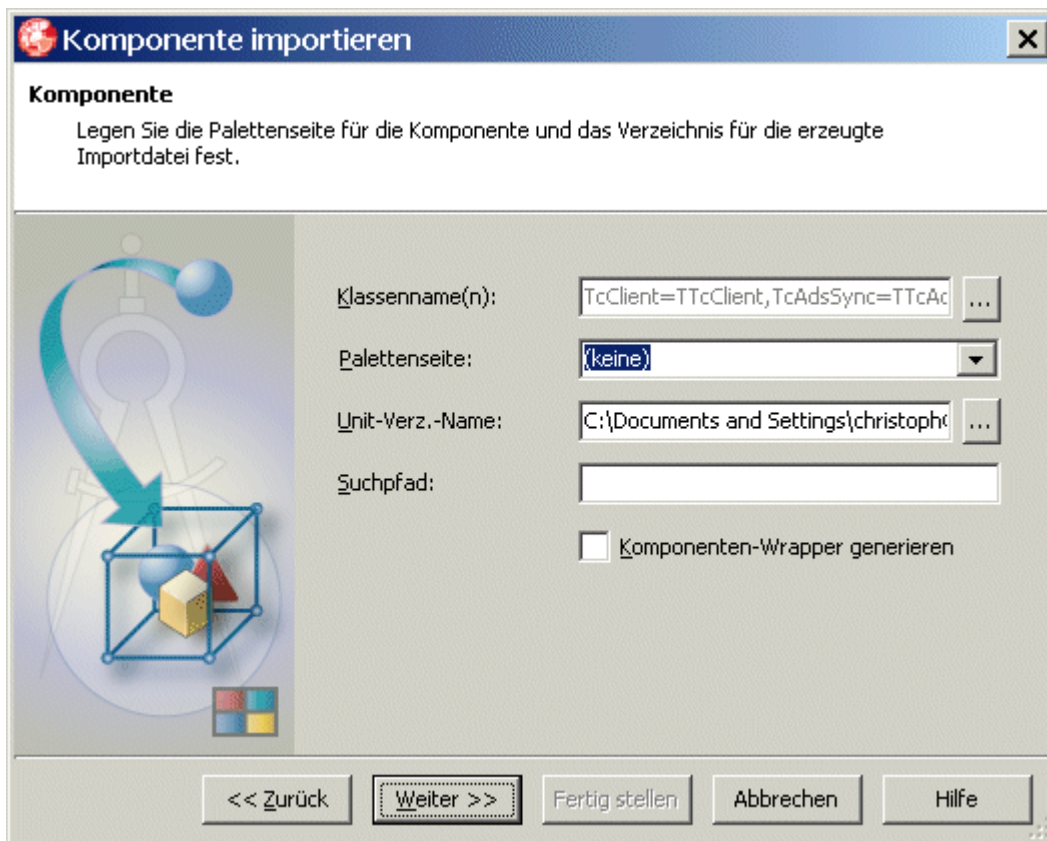 Komponente importieren
Komponente
Legen Sie die Palettenseite für die Komponente und das Verzeichnis für die erzeugte
Importdatei fest.
Klassenname(n): TcClient=TTcClient,TcAdsSync=TTcAd ...
Palettenseite: (keine)
Unit-Verz.-Name: C:\Documents and Settings\christoph ...
Suchpfad:
Komponenten-Wrapper generieren
<< Zurück Weiter >> Fertig stellen Abbrechen Hilfe